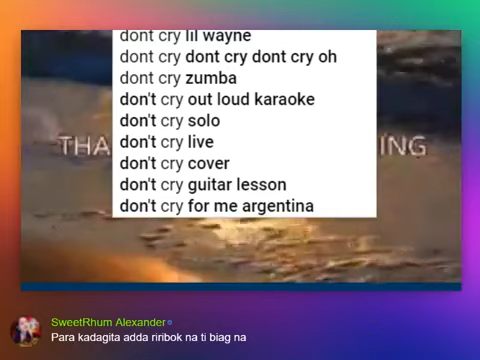 dont cry lil wayne
dont cry dont cry dont cry oh
dont cry zumba
don't cry out loud karaoke
don't cry solo
don't cry live
THA ING
don't cry cover
don't cry guitar lesson
don't cry for me argentina
SweetRhum Alexander
Para kadagita adda riribok na ti biag na